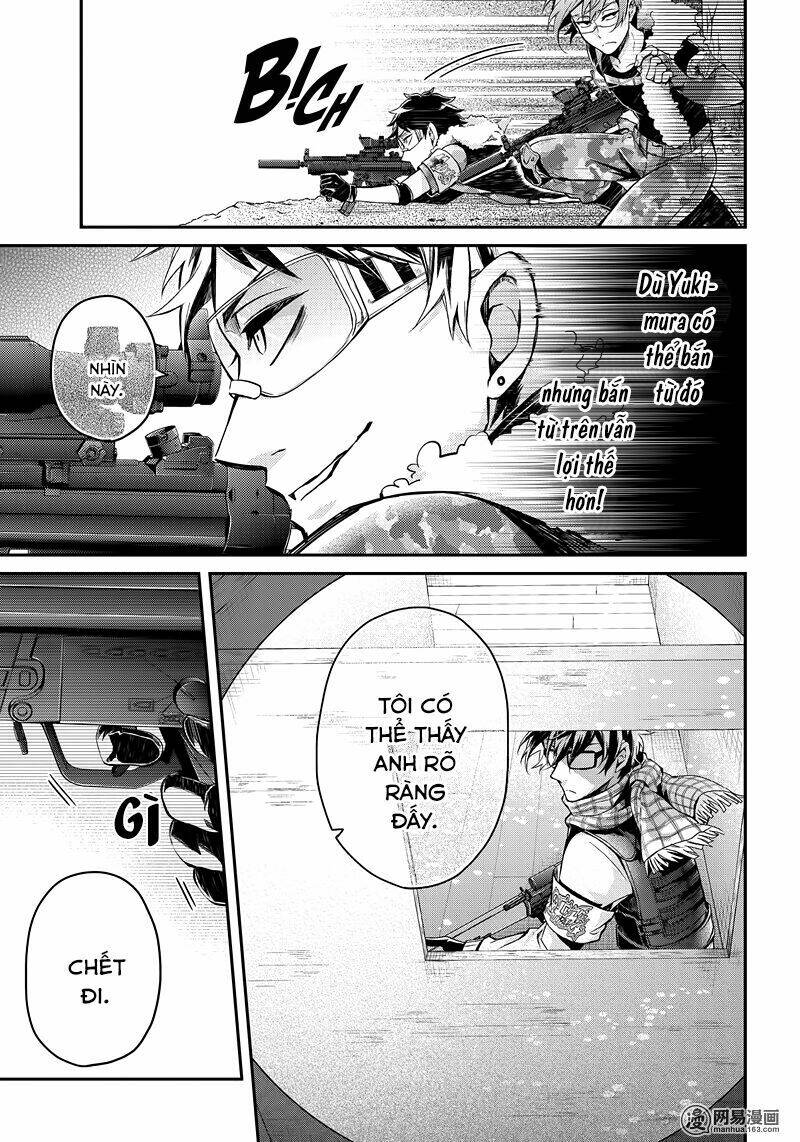 BỊCH
Dù Yuki-
mura có
thể bắn
từ đó
nhưng bắn
từ trên vẫn
lợi thế
hơn!
NHÌN
NÀY.
TÔI CÓ
THỂ THẤY
ANH RÕ
RÀNG
ĐẤY.
GÌ
CHẾT
ĐI.
网易漫画
manhua.163.com